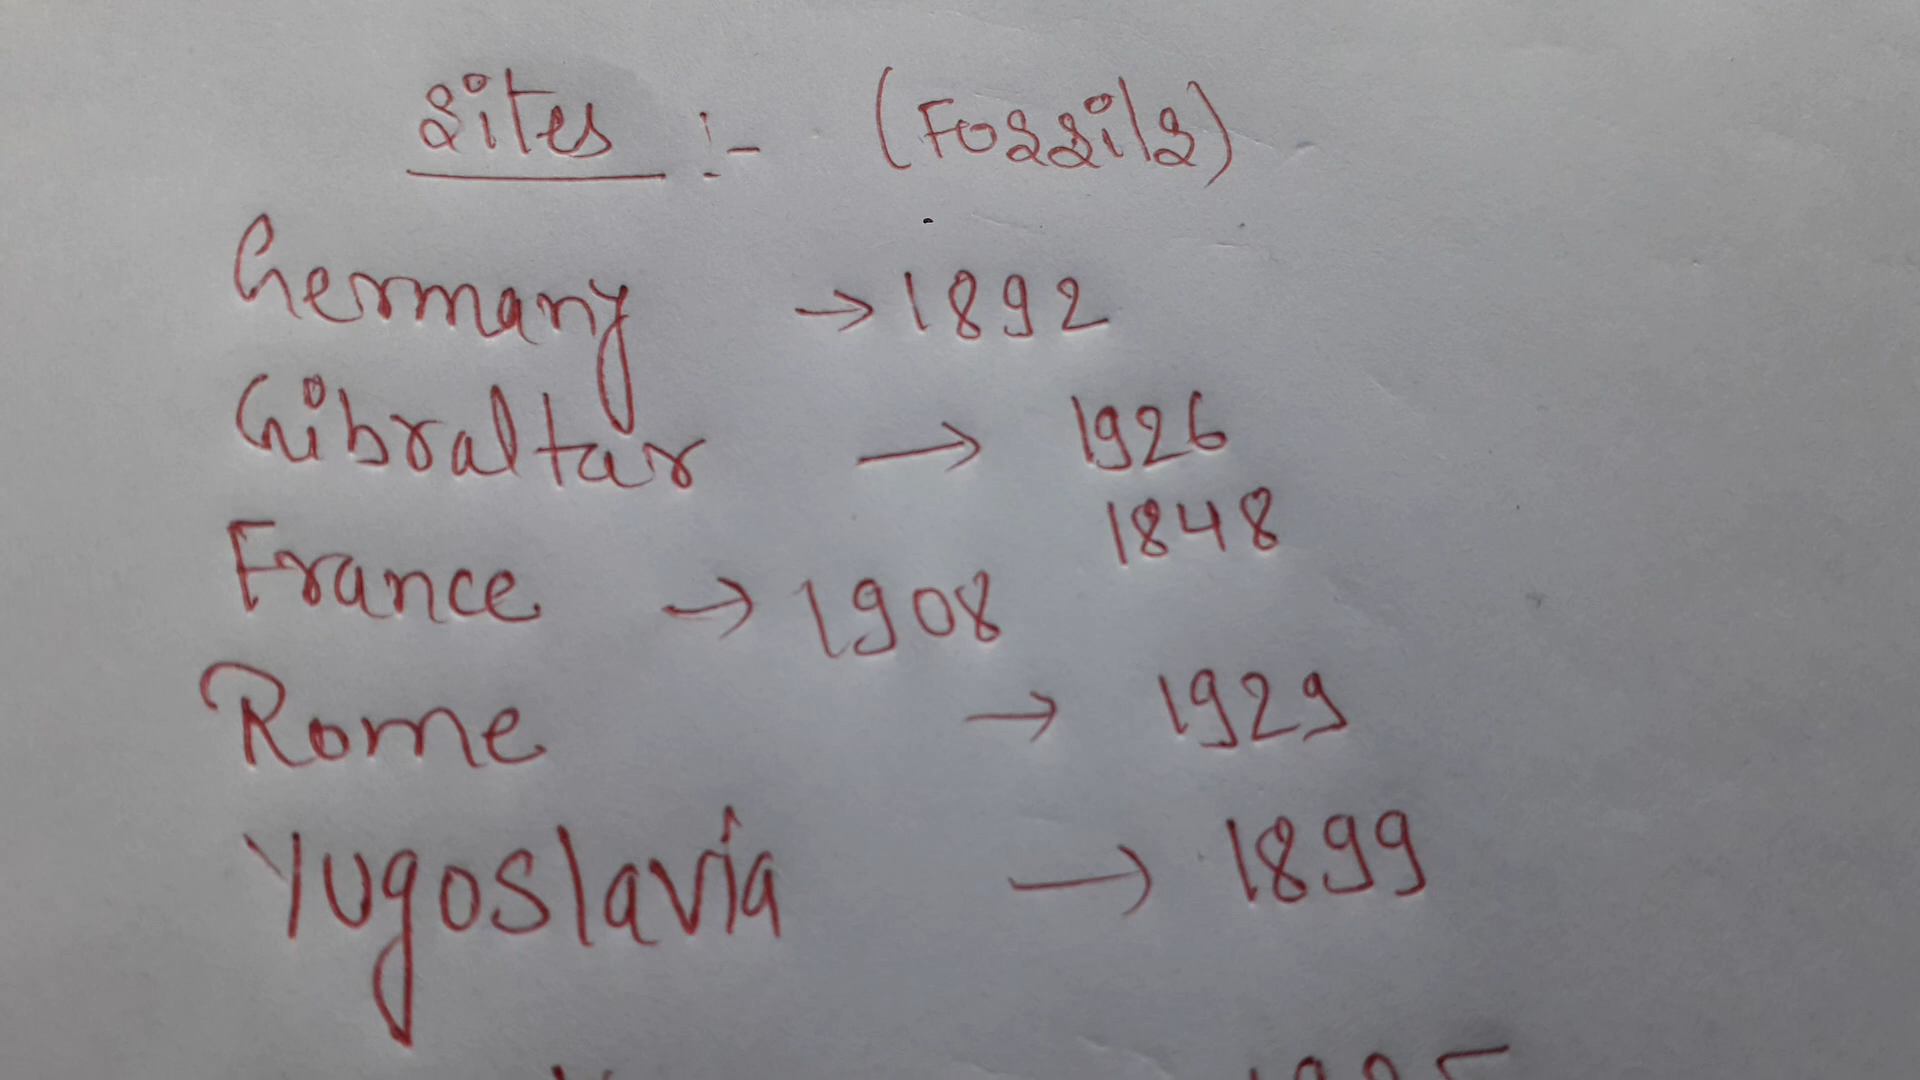 Sites :- (Fossils)
Germany → 1892
Gibraltar → 1926
1848
France → 1908
Rome → 1929
Yugoslavia → 1899